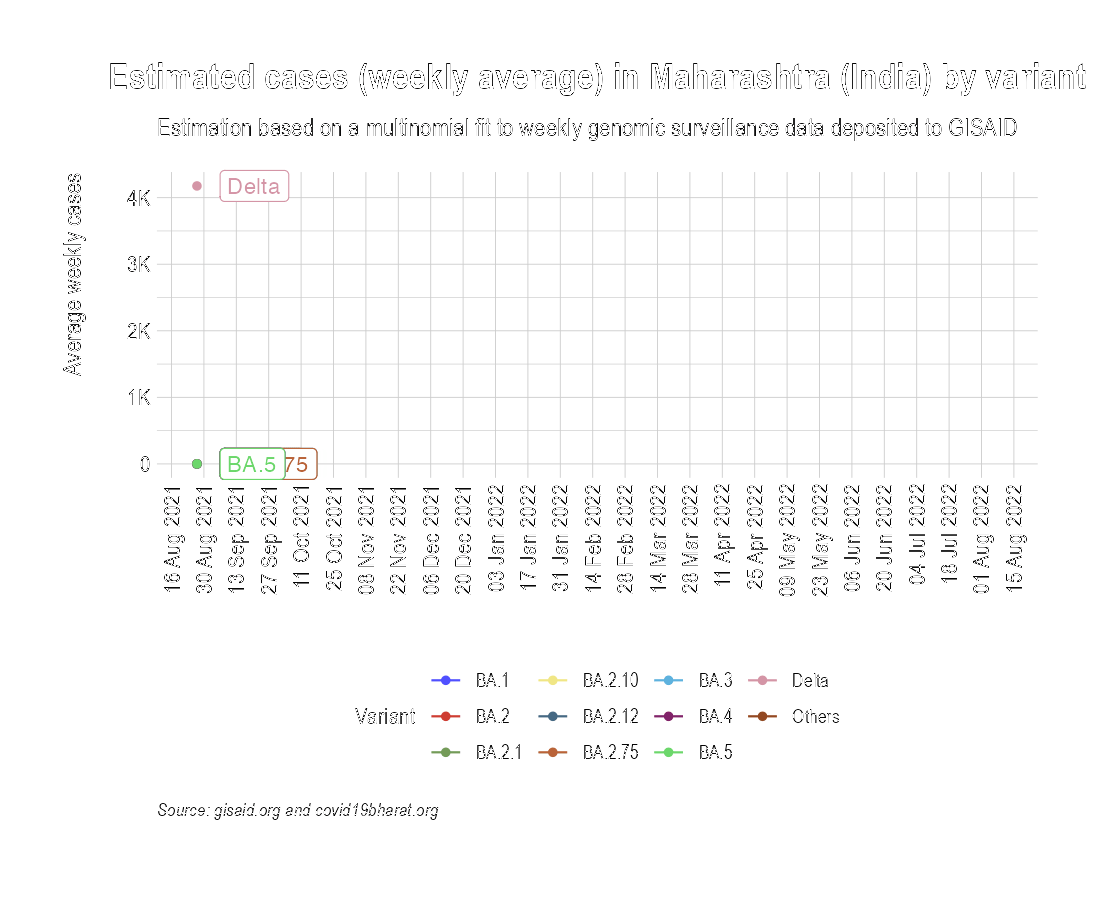 Estimated cases (weekly average) in Maharashtra (India) by variant
Estimation based on a multinomial fit to weekly genomic surveillance data deposited to GISAID
Average weekly cases
4K
3K
2K
1K
0
Delta
BA.5
75
16 Aug 2021
30 Aug 2021
13 Sep 2021
27 Sep 2021
11 Oct 2021
25 Oct 2021
08 Nov 2021
22 Nov 2021
06 Dec 2021
20 Dec 2021
03 Jan 2022
17 Jan 2022
31 Jan 2022
14 Feb 2022
28 Feb 2022
14 Mar 2022
28 Mar 2022
11 Apr 2022
25 Apr 2022
09 May 2022
23 May 2022
06 Jun 2022
20 Jun 2022
04 Jul 2022
18 Jul 2022
01 Aug 2022
15 Aug 2022
Variant
BA.1 BA.2.10 BA.3 Delta
BA.2 BA.2.12 BA.4 Others
BA.2.1 BA.2.75 BA.5
Source: gisaid.org and covid19bharat.org